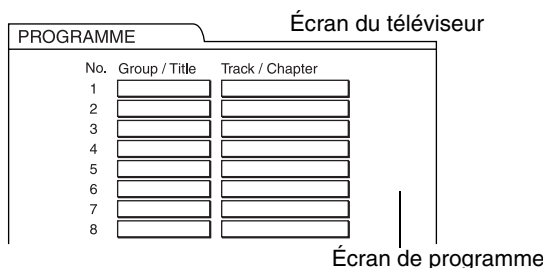 Écran du téléviseur
PROGRAMME
No. Group / Title Track / Chapter
1
2
3
4
5
6
7
8
Écran de programme